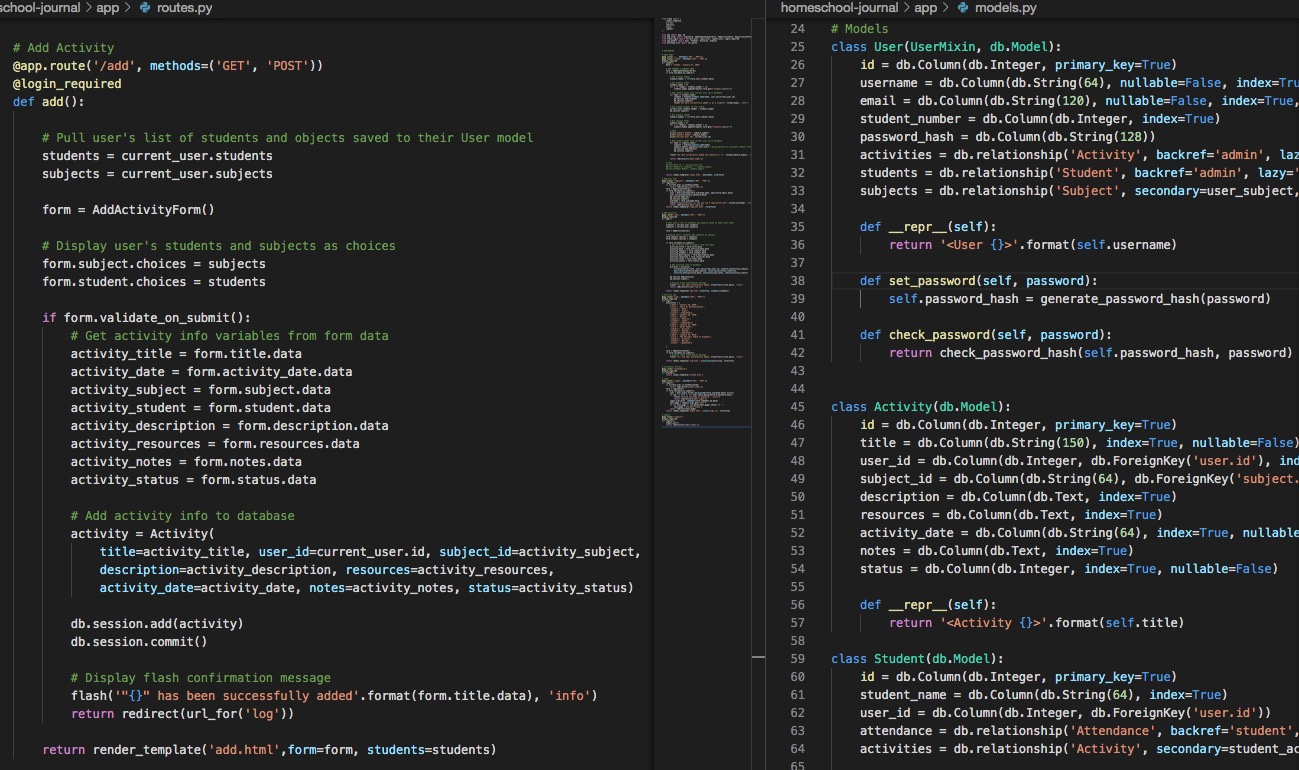 school-journal > app > routes.py
# Add Activity
@app.route('/add', methods=('GET', 'POST'))
@login_required
def add():
# Pull user's list of students and objects saved to their User model
students = current_user.students
subjects = current_user.subjects
form = AddActivityForm()
# Display user's students and subjects as choices
form.subject.choices = subjects
form.student.choices = students
if form.validate_on_submit():
# Get activity info variables from form data
activity_title = form.title.data
activity_date = form.activity_date.data
activity_subject = form.subject.data
activity_student = form.student.data
activity_description = form.description.data
activity_resources = form.resources.data
activity_notes = form.notes.data
activity_status = form.status.data
# Add activity info to database
activity = Activity(
title=activity_title, user_id=current_user.id, subject_id=activity_subject,
description=activity_description, resources=activity_resources,
activity_date=activity_date, notes=activity_notes, status=activity_status)
db.session.add(activity)
db.session.commit()
# Display flash confirmation message
flash('"{}" has been successfully added'.format(form.title.data), 'info')
return redirect(url_for('log'))
return render_template('add.html',form=form, students=students)
homeschool-journal > app > models.py
24 # Models
25 class User(UserMixin, db.Model):
26 id = db.Column(db.Integer, primary_key=True)
27 username = db.Column(db.String(64), nullable=False, index=Tru
28 email = db.Column(db.String(120), nullable=False, index=True,
29 student_number = db.Column(db.Integer, index=True)
30 password_hash = db.Column(db.String(128))
31 activities = db.relationship('Activity', backref='admin', laz
32 students = db.relationship('Student', backref='admin', lazy='
33 subjects = db.relationship('Subject', secondary=user_subject,
34
35 def __repr__(self):
36 return '<User {}>'.format(self.username)
37
38 def set_password(self, password):
39 self.password_hash = generate_password_hash(password)
40
41 def check_password(self, password):
42 return check_password_hash(self.password_hash, password)
43
44
45 class Activity(db.Model):
46 id = db.Column(db.Integer, primary_key=True)
47 title = db.Column(db.String(150), index=True, nullable=False)
48 user_id = db.Column(db.Integer, db.ForeignKey('user.id'), ind
49 subject_id = db.Column(db.String(64), db.ForeignKey('subject.
50 description = db.Column(db.Text, index=True)
51 resources = db.Column(db.Text, index=True)
52 activity_date = db.Column(db.String(64), index=True, nullable
53 notes = db.Column(db.Text, index=True)
54 status = db.Column(db.Integer, index=True, nullable=False)
55
56 def __repr__(self):
57 return '<Activity {}>'.format(self.title)
58
59 class Student(db.Model):
60 id = db.Column(db.Integer, primary_key=True)
61 student_name = db.Column(db.String(64), index=True)
62 user_id = db.Column(db.Integer, db.ForeignKey('user.id'))
63 attendance = db.relationship('Attendance', backref='student',
64 activities = db.relationship('Activity', secondary=student_ac
65